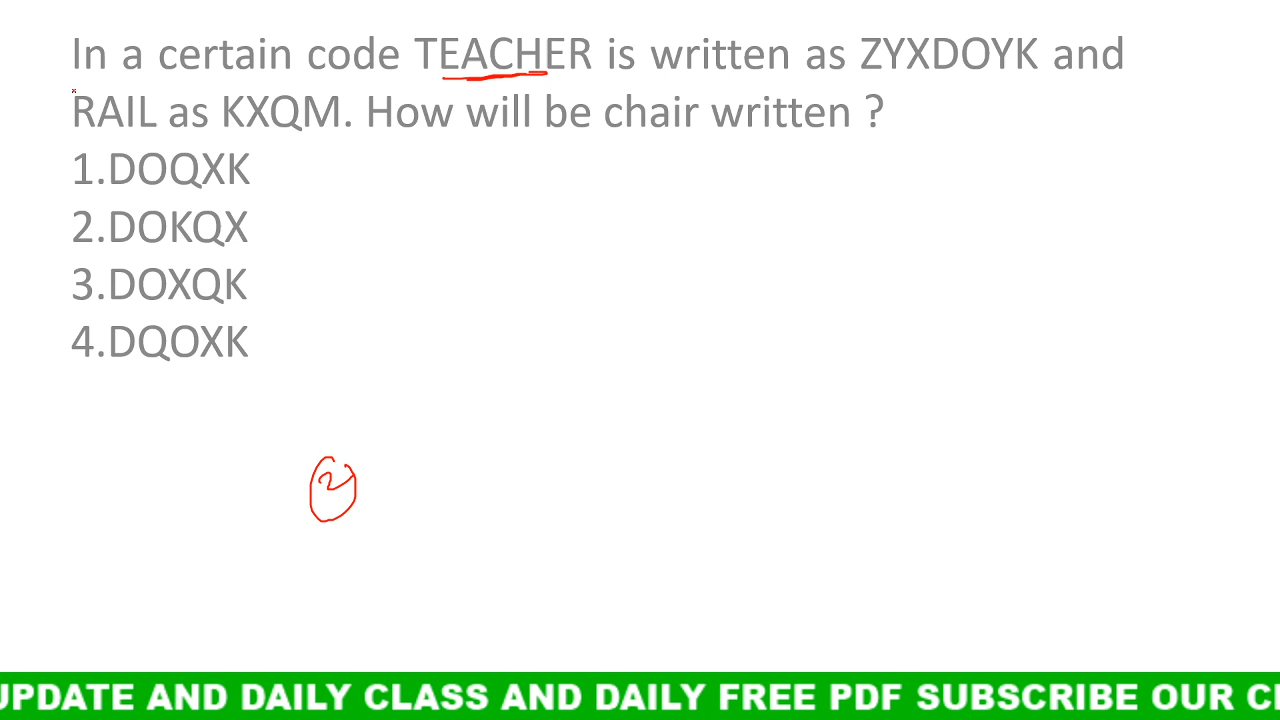 In a certain code TEACHER is written as ZYXDOYK and
RAIL as KXQM. How will be chair written ?
1.DOQXK
2.DOKQX
3.DOXQK
4.DQOXK
2
UPDATE AND DAILY CLASS AND DAILY FREE PDF SUBSCRIBE OUR